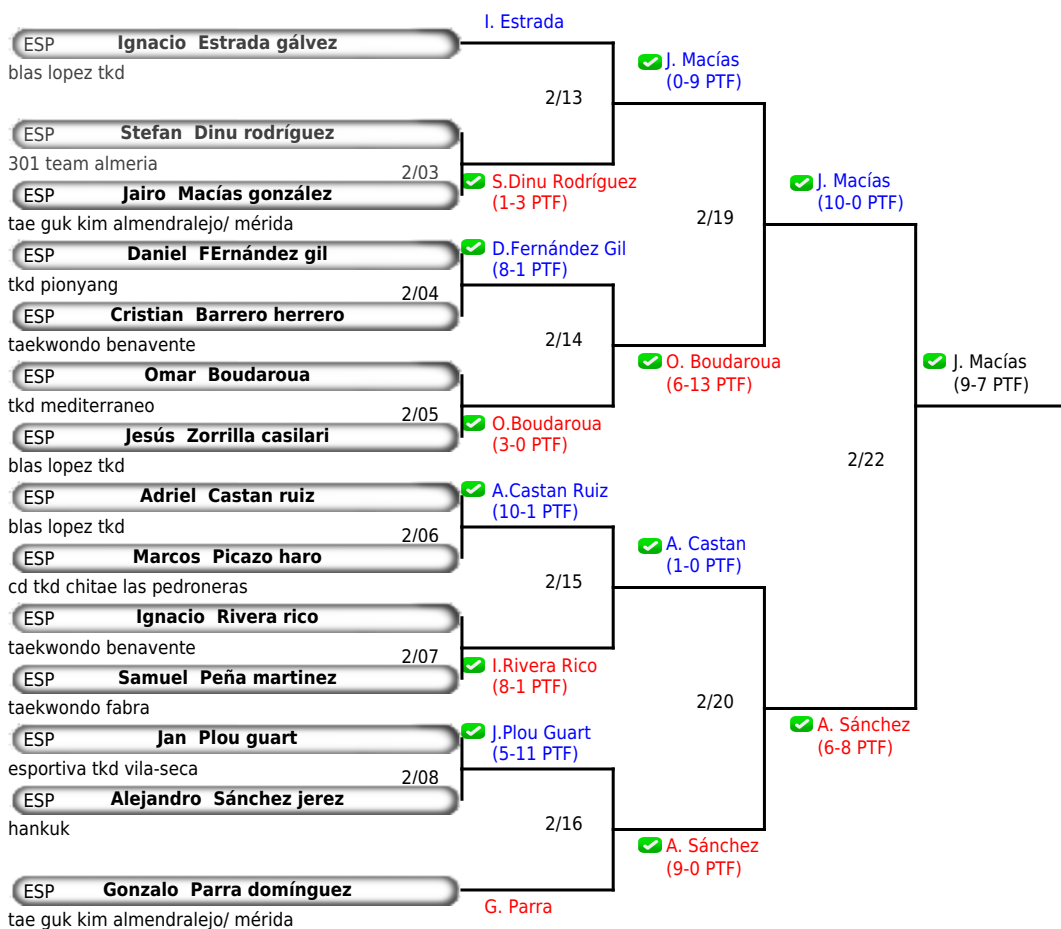 I. Estrada
ESP Ignacio Estrada gálvez
blas lopez tkd
J. Macías
(0-9 PTF)
2/13
ESP Stefan Dinu rodríguez
301 team almeria
2/03
S.Dinu Rodríguez
(1-3 PTF)
ESP Jairo Macías gonzález
tae guk kim almendralejo/ mérida
J. Macías
(10-0 PTF)
2/19
ESP Daniel FErnández gil
D.Fernández Gil
(8-1 PTF)
tkd pionyang
2/04
ESP Cristian Barrero herrero
taekwondo benavente
2/14
O. Boudaroua
(6-13 PTF)
J. Macías
(9-7 PTF)
ESP Omar Boudaroua
tkd mediterraneo
2/05
O.Boudaroua
(3-0 PTF)
ESP Jesús Zorrilla casilari
blas lopez tkd
2/22
ESP Adriel Castan ruiz
A.Castan Ruiz
(10-1 PTF)
blas lopez tkd
2/06
A. Castan
(1-0 PTF)
ESP Marcos Picazo haro
cd tkd chitae las pedroneras
2/15
ESP Ignacio Rivera rico
taekwondo benavente
2/07
I.Rivera Rico
(8-1 PTF)
ESP Samuel Peña martinez
taekwondo fabra
2/20
A. Sánchez
(6-8 PTF)
ESP Jan Plou guart
J.Plou Guart
(5-11 PTF)
esportiva tkd vila-seca
2/08
ESP Alejandro Sánchez jerez
hankuk
2/16
A. Sánchez
(9-0 PTF)
ESP Gonzalo Parra domínguez
G. Parra
tae guk kim almendralejo/ mérida